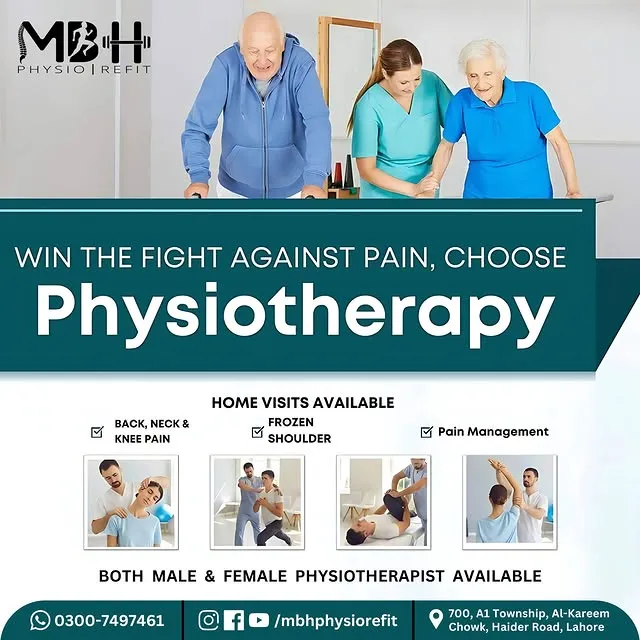 MBH
PHYSIO | REFIT
WIN THE FIGHT AGAINST PAIN, CHOOSE
Physiotherapy
HOME VISITS AVAILABLE
BACK, NECK &
KNEE PAIN
FROZEN
SHOULDER
Pain Management
BOTH MALE & FEMALE PHYSIOTHERAPIST AVAILABLE
0300-7497461
/mbhphysiorefit
700, A1 Township, Al-Kareem
Chowk, Haider Road, Lahore